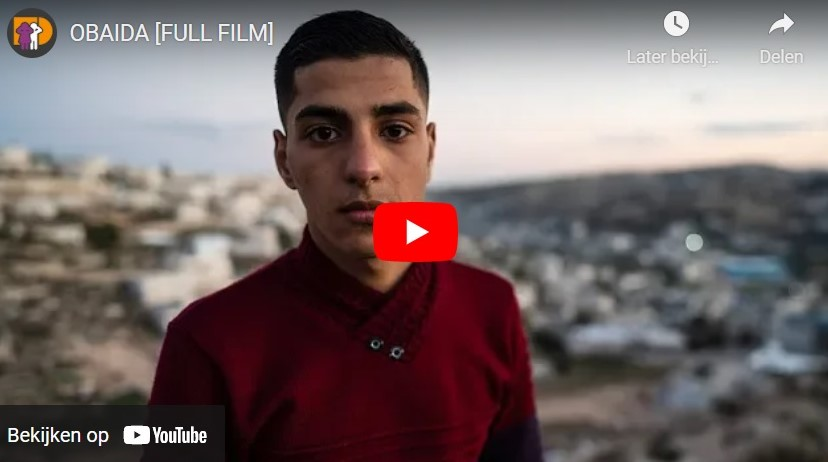 OBAIDA [FULL FILM]
Later bekij...
Delen
Bekijken op YouTube